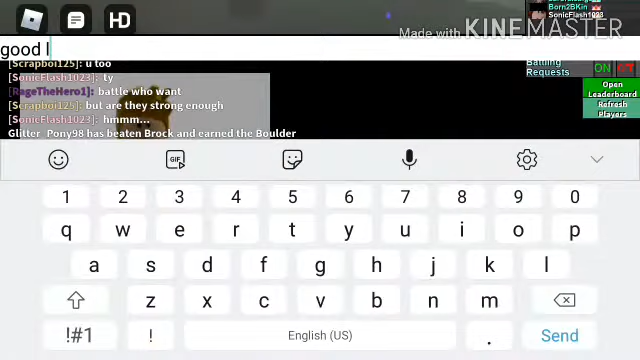 HD
Born2BKin
SonicFlash1023
Made with KINEMASTER
good l
[Scrapboi125]: u too
[SonicFlash1023]: ty
[RageTheHero1]: battle who want
[Scrapboi125]: but are they strong enough
[SonicFlash1023]: hmmm...
Glitter_Pony98 has beaten Brock and earned the Boulder
Battling
Requests
ON
Open
Leaderboard
Refresh
Players
GIF
1 2 3 4 5 6 7 8 9 0
q w e r t y u i o p
a s d f g h j k l
z x c v b n m
!#1 ! English (US) . Send